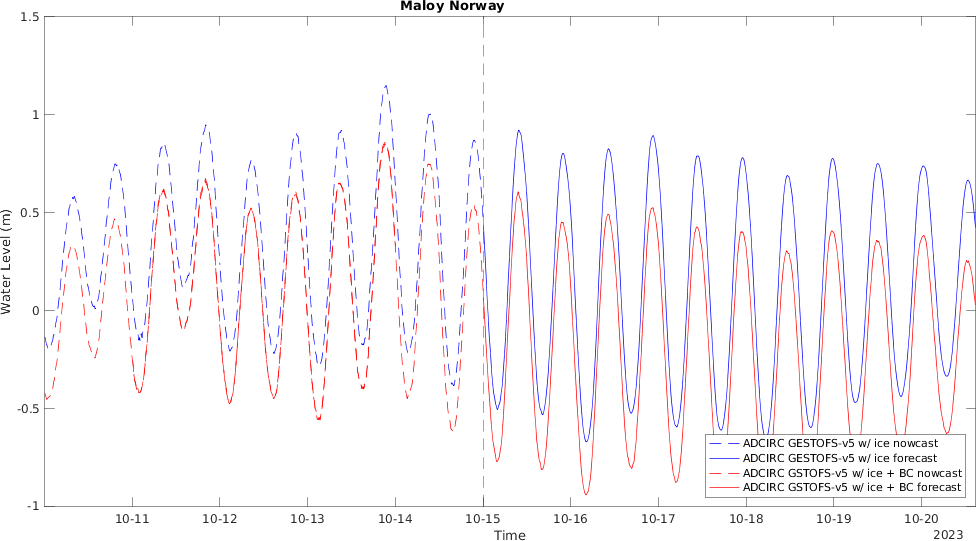 Maloy Norway
1.5
1
0.5
0
-0.5
-1
Water Level (m)
10-11 10-12 10-13 10-14 10-15 10-16 10-17 10-18 10-19 10-20
Time
2023
ADCIRC GESTOFS-v5 w/ ice nowcast
ADCIRC GESTOFS-v5 w/ ice forecast
ADCIRC GSTOFS-v5 w/ ice + BC nowcast
ADCIRC GSTOFS-v5 w/ ice + BC forecast